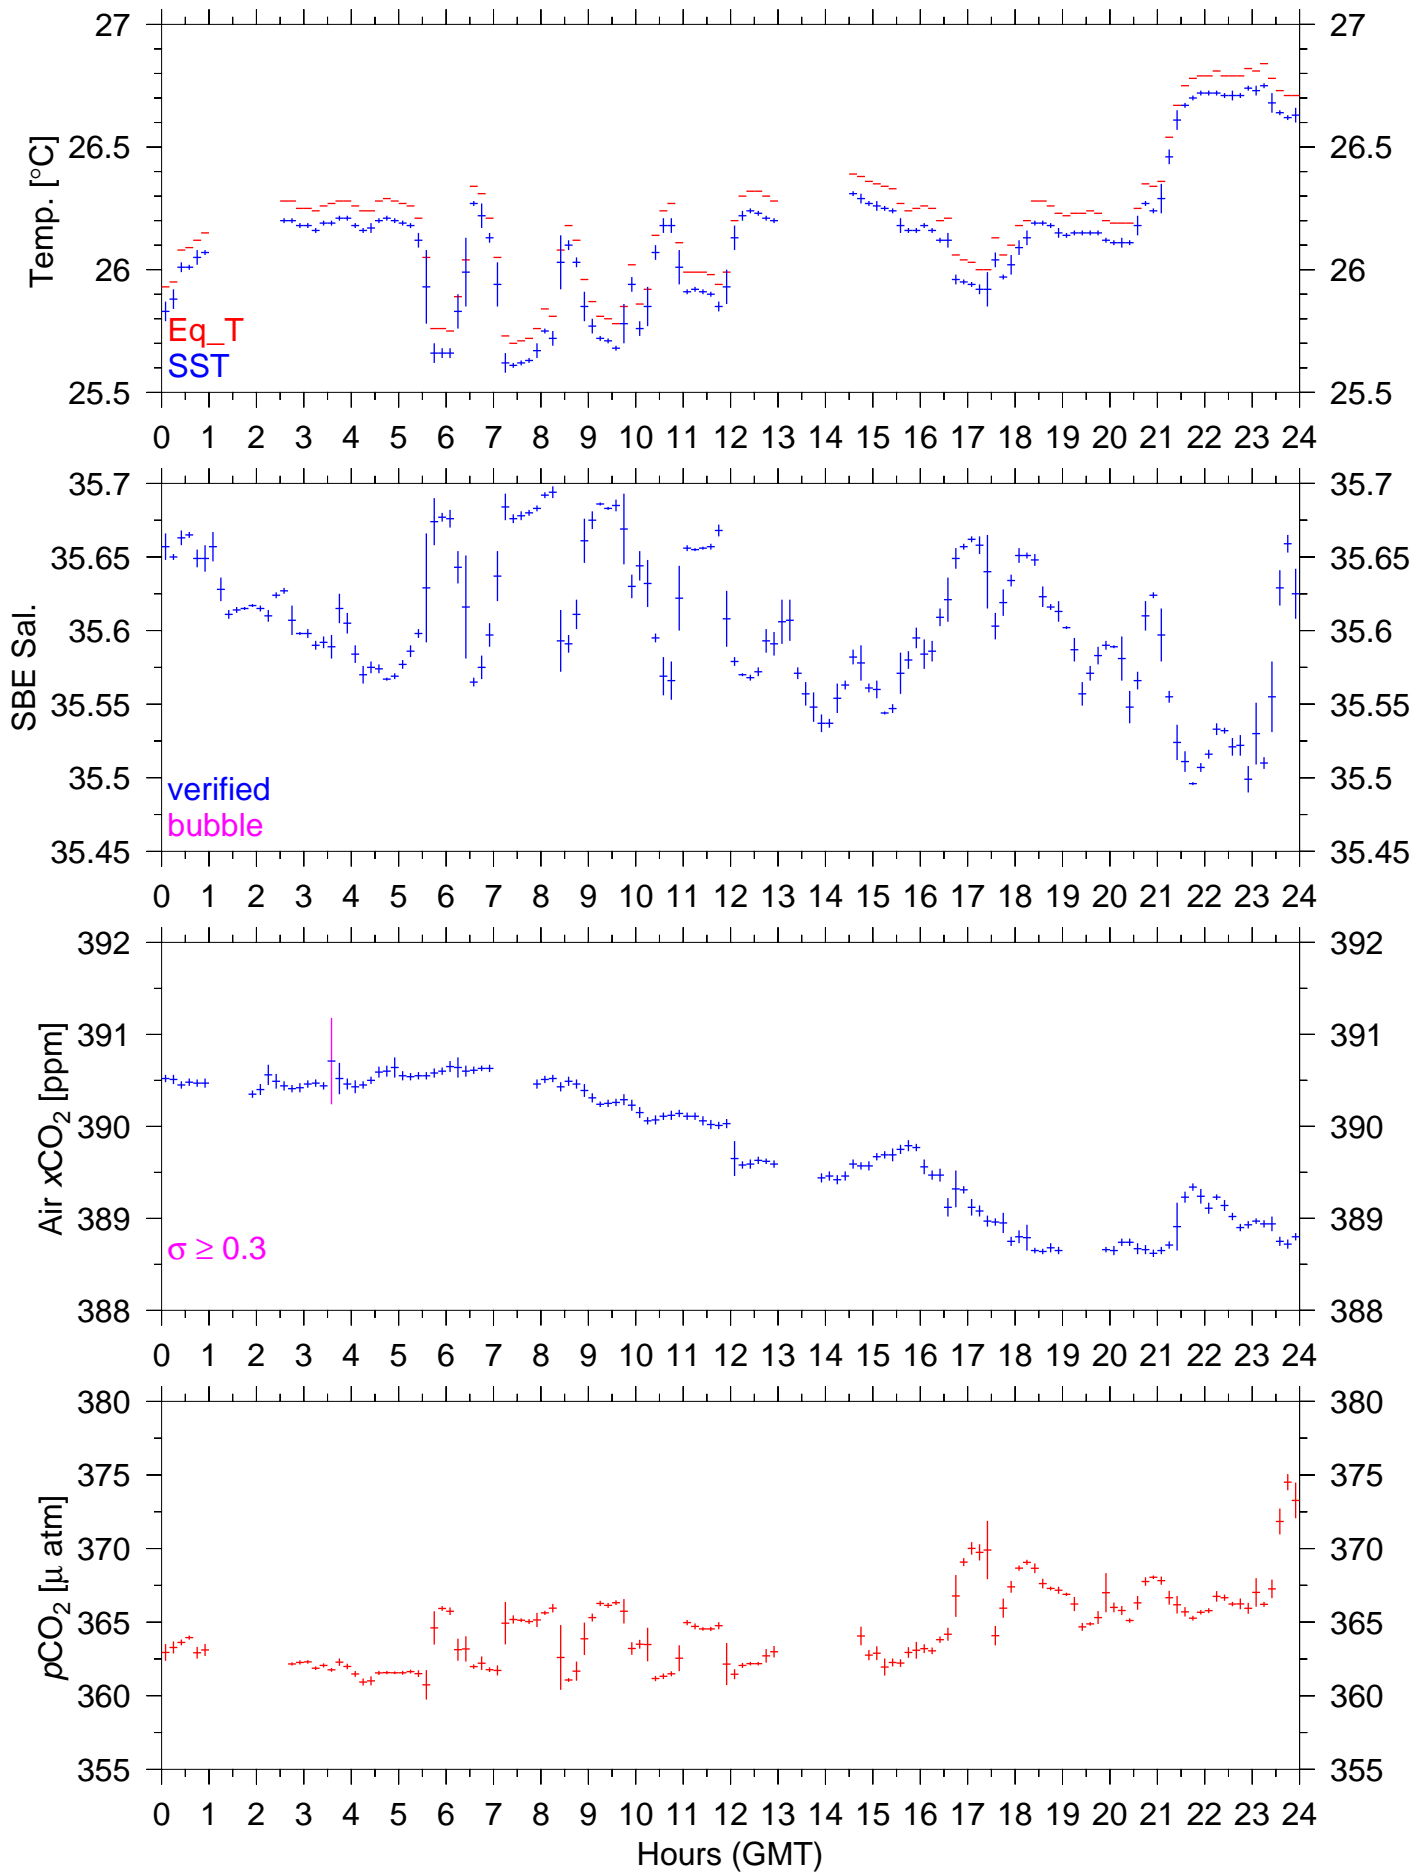 27 27
26.5 26.5
26 26
25.5 25.5
Temp. [°C]
Eq_T
SST
0 1 2 3 4 5 6 7 8 9 10 11 12 13 14 15 16 17 18 19 20 21 22 23 24
35.7 35.7
35.65 35.65
35.6 35.6
35.55 35.55
35.5 35.5
35.45 35.45
SBE Sal.
verified
bubble
0 1 2 3 4 5 6 7 8 9 10 11 12 13 14 15 16 17 18 19 20 21 22 23 24
392 392
391 391
390 390
389 389
388 388
Air xCO₂ [ppm]
σ ≥ 0.3
0 1 2 3 4 5 6 7 8 9 10 11 12 13 14 15 16 17 18 19 20 21 22 23 24
380 380
375 375
370 370
365 365
360 360
355 355
pCO₂ [μ atm]
0 1 2 3 4 5 6 7 8 9 10 11 12 13 14 15 16 17 18 19 20 21 22 23 24
Hours (GMT)